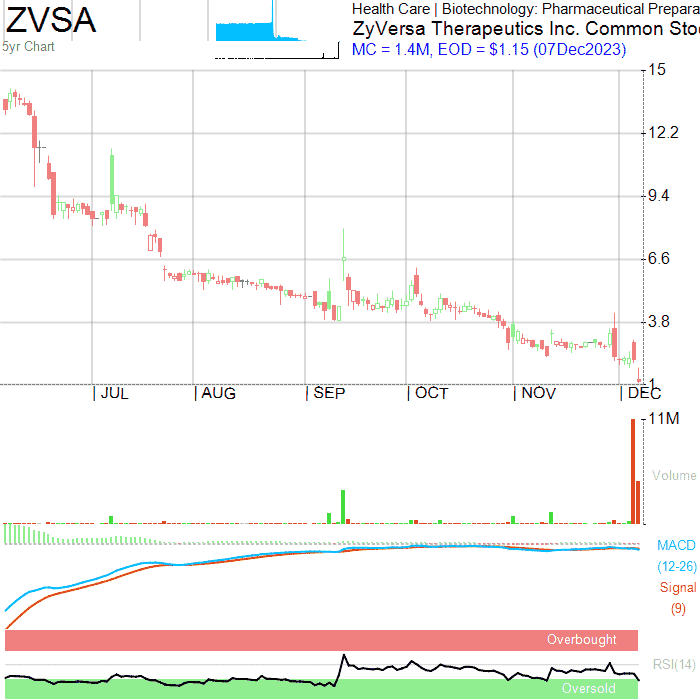 ZVSA
5yr Chart
Health Care | Biotechnology: Pharmaceutical Prepara
ZyVersa Therapeutics Inc. Common Sto
MC = 1.4M, EOD = $1.15 (07Dec2023)
15
12.2
9.4
6.6
3.8
1
JUL
AUG
SEP
OCT
NOV
DEC
11M
Volume
MACD
(12-26)
Signal
(9)
Overbought
RSI(14)
Oversold